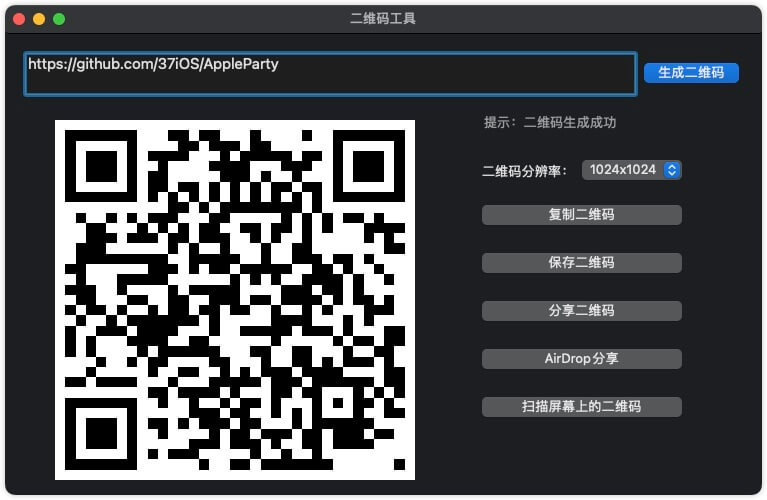 二维码工具
https://github.com/37iOS/AppleParty
生成二维码
提示：二维码生成成功
二维码分辨率：
1024x1024
复制二维码
保存二维码
分享二维码
AirDrop分享
扫描屏幕上的二维码